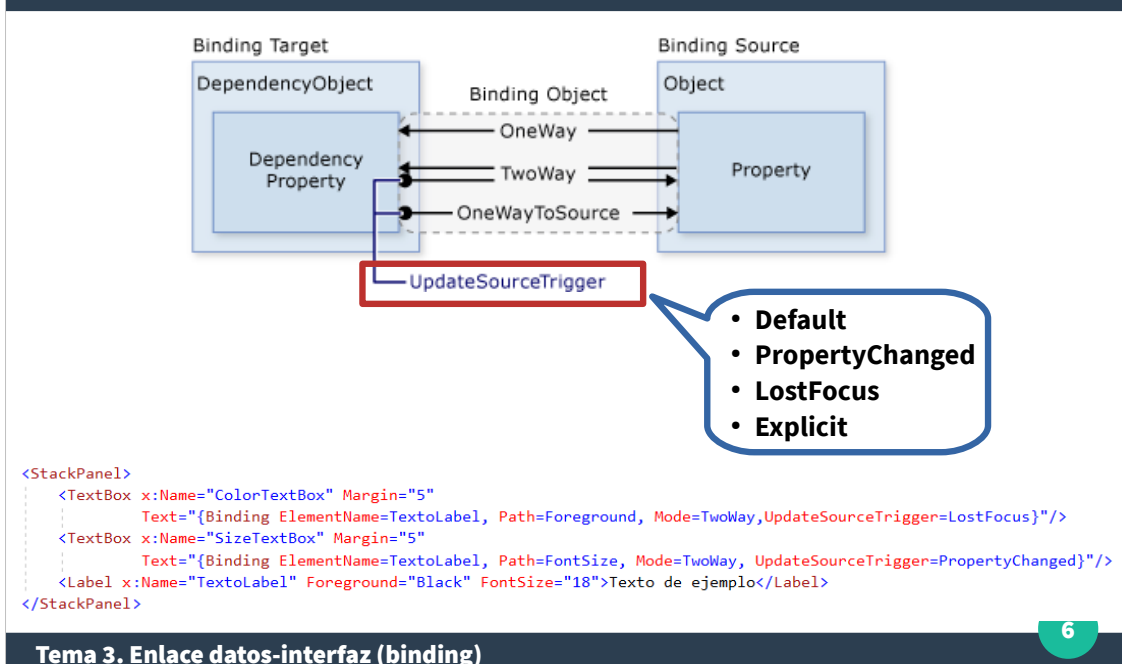 Binding Target
Binding Source
DependencyObject
Object
Binding Object
OneWay
Dependency
Property
TwoWay
Property
OneWayToSource
UpdateSourceTrigger
• Default
• PropertyChanged
• LostFocus
• Explicit
<StackPanel>
<TextBox x:Name="ColorTextBox" Margin="5"
Text="{Binding ElementName=TextoLabel, Path=Foreground, Mode=TwoWay,UpdateSourceTrigger=LostFocus}"/>
<TextBox x:Name="SizeTextBox" Margin="5"
Text="{Binding ElementName=TextoLabel, Path=FontSize, Mode=TwoWay, UpdateSourceTrigger=PropertyChanged}"/>
<Label x:Name="TextoLabel" Foreground="Black" FontSize="18">Texto de ejemplo</Label>
</StackPanel>
6
Tema 3. Enlace datos-interfaz (binding)